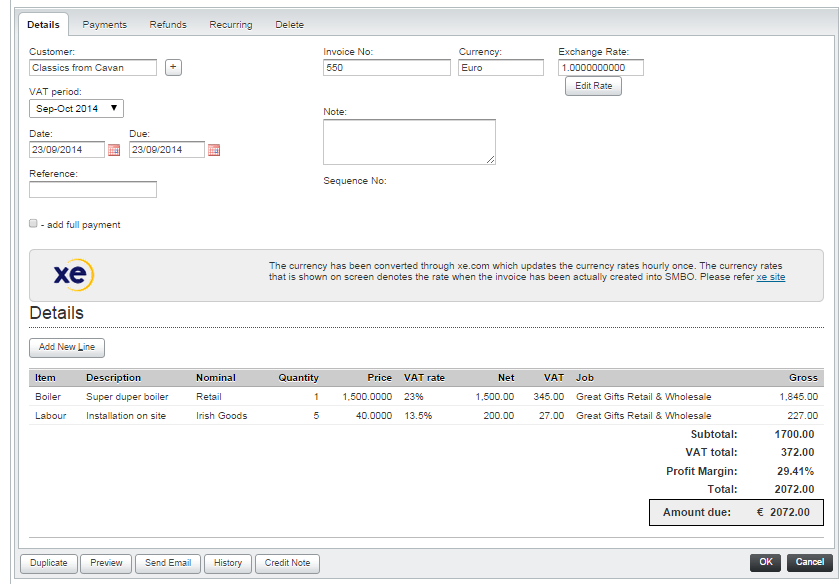 Details Payments Refunds Recurring Delete
Customer: Invoice No: Currency: Exchange Rate:
Classics from Cavan + 550 Euro 1.0000000000
Edit Rate
VAT period:
Sep-Oct 2014 ▼
Note:
Date: Due:
23/09/2014 23/09/2014
Reference:
Sequence No:
- add full payment
xe
The currency has been converted through xe.com which updates the currency rates hourly once. The currency rates
that is shown on screen denotes the rate when the invoice has been actually created into SMBO. Please refer xe site
Details
Add New Line
Item Description Nominal Quantity Price VAT rate Net VAT Job Gross
Boiler Super duper boiler Retail 1 1,500.0000 23% 1,500.00 345.00 Great Gifts Retail & Wholesale 1,845.00
Labour Installation on site Irish Goods 5 40.0000 13.5% 200.00 27.00 Great Gifts Retail & Wholesale 227.00
Subtotal: 1700.00
VAT total: 372.00
Profit Margin: 29.41%
Total: 2072.00
Amount due: € 2072.00
Duplicate Preview Send Email History Credit Note OK Cancel